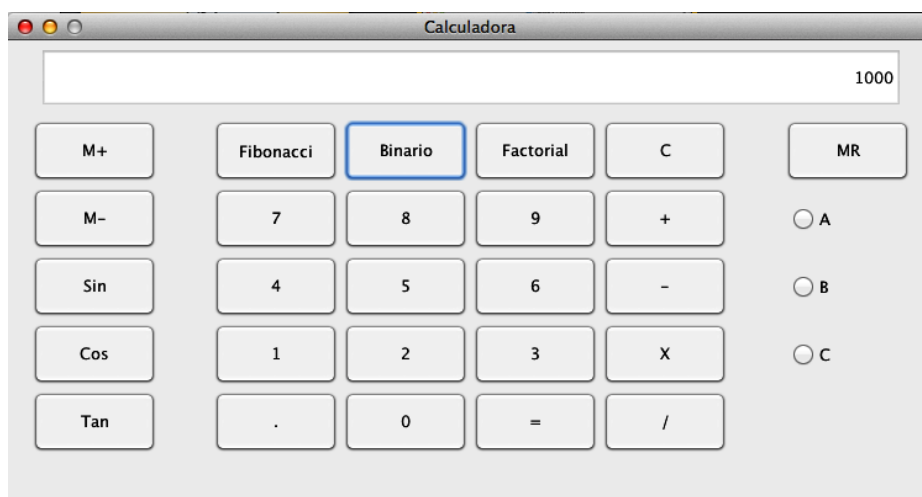 Calculadora
1000
M+ Fibonacci Binario Factorial C MR
M- 7 8 9 + A
Sin 4 5 6 - B
Cos 1 2 3 X C
Tan . 0 = /